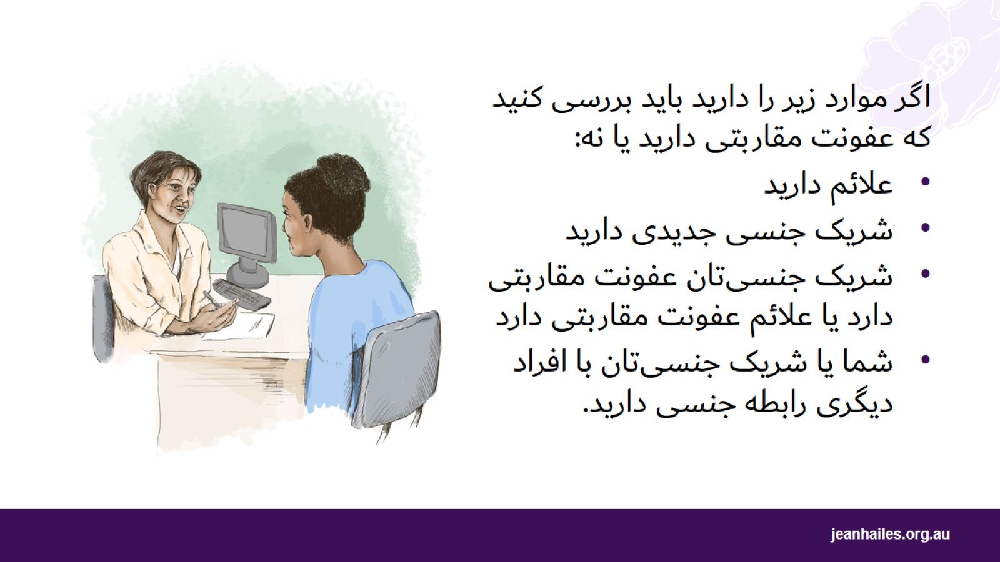 اگر موارد زیر را دارید باید بررسی کنید
که عفونت مقاربتی دارید یا نه:
• علائم دارید
• شریک جنسی جدیدی دارید
• شریک جنسی‌تان عفونت مقاربتی
دارد یا علائم عفونت مقاربتی دارد
• شما یا شریک جنسی‌تان با افراد
دیگری رابطه جنسی دارید.
jeanhailes.org.au